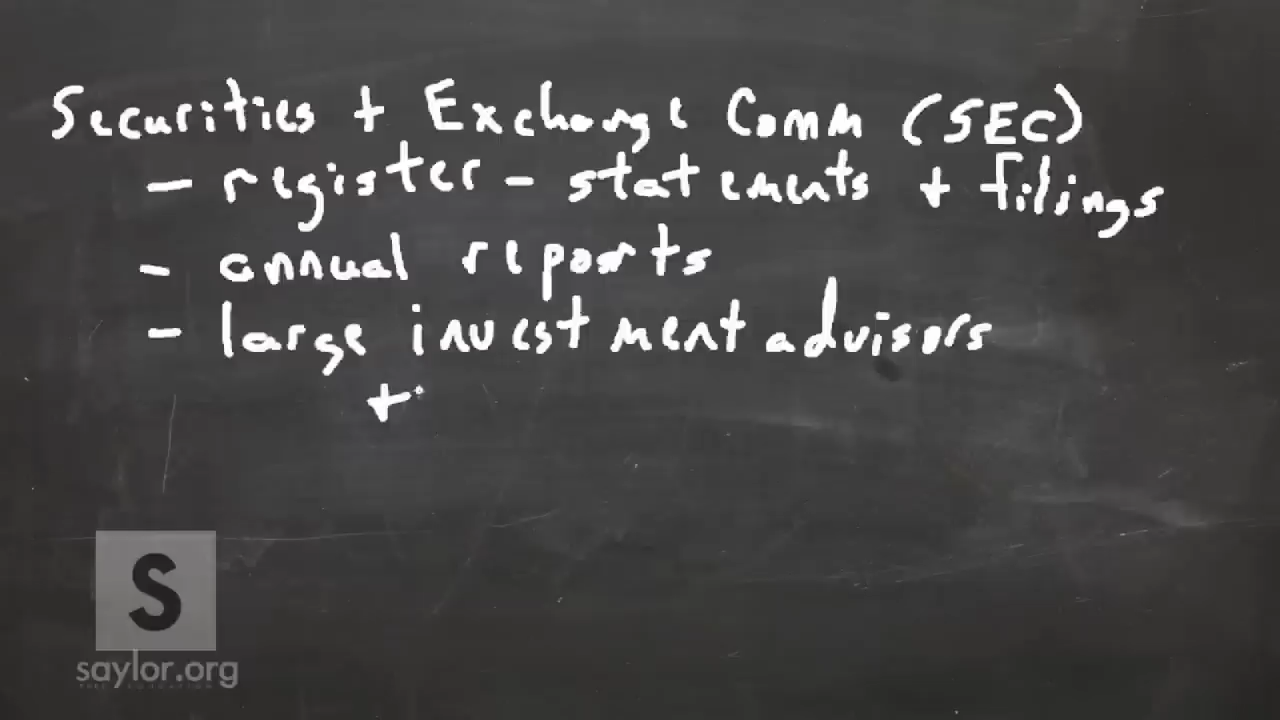 Securities + Exchange Comm (SEC)
- register - statements + filings
- annual reports
- large investment advisors
+
S
saylor.org